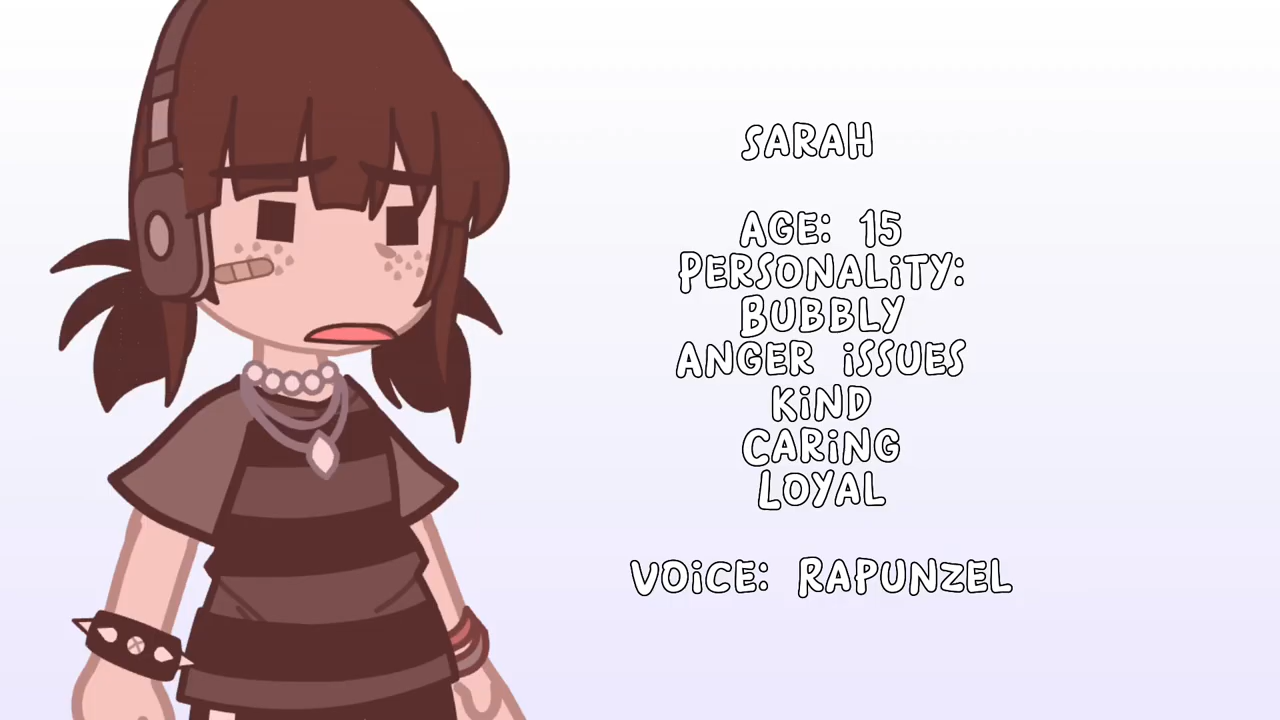 SARAH
AGE: 15
PERSONALiTY:
BUBBLY
ANGER iSSUES
KiND
CARiNG
LOYAL
VOiCE: RAPUNZEL